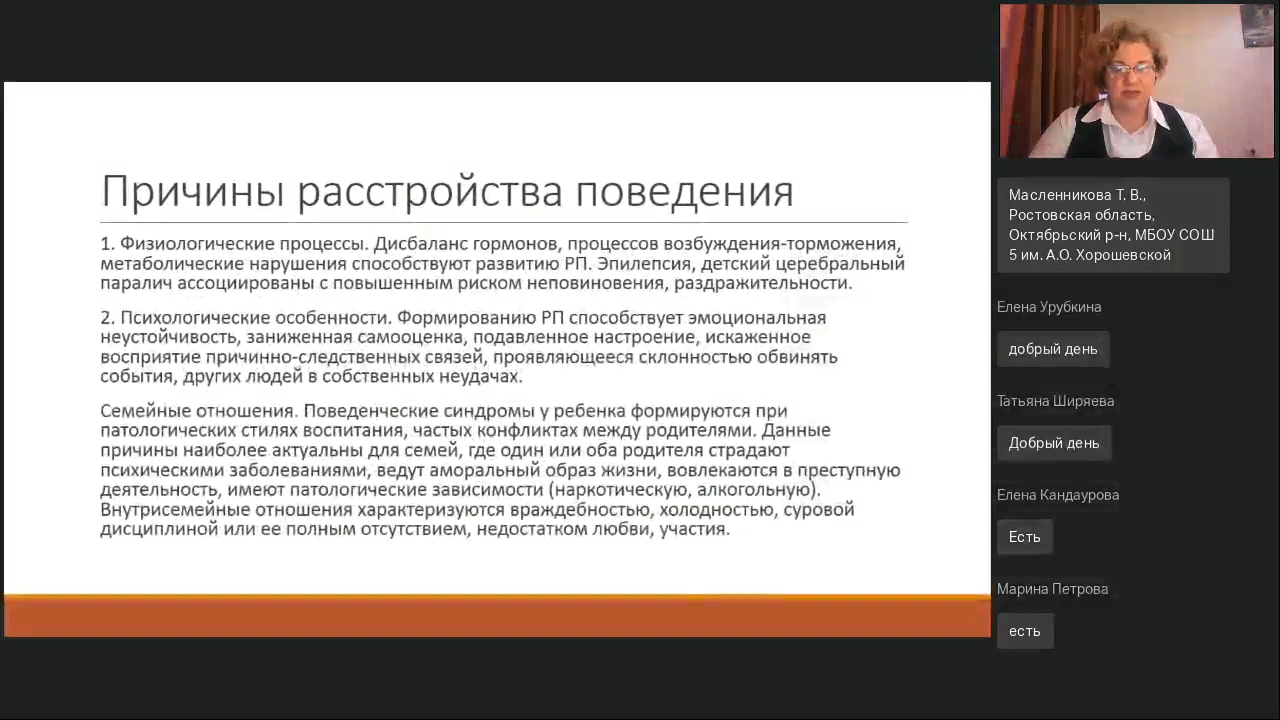 Причины расстройства поведения
1. Физиологические процессы. Дисбаланс гормонов, процессов возбуждения-торможения,
метаболические нарушения способствуют развитию РП. Эпилепсия, детский церебральный
паралич ассоциированы с повышенным риском неповиновения, раздражительности.
2. Психологические особенности. Формированию РП способствует эмоциональная
неустойчивость, заниженная самооценка, подавленное настроение, искаженное
восприятие причинно-следственных связей, проявляющееся склонностью обвинять
события, других людей в собственных неудачах.
Семейные отношения. Поведенческие синдромы у ребенка формируются при
патологических стилях воспитания, частых конфликтах между родителями. Данные
причины наиболее актуальны для семей, где один или оба родителя страдают
психическими заболеваниями, ведут аморальный образ жизни, вовлекаются в преступную
деятельность, имеют патологические зависимости (наркотическую, алкогольную).
Внутрисемейные отношения характеризуются враждебностью, холодностью, суровой
дисциплиной или ее полным отсутствием, недостатком любви, участия.
Масленникова Т. В.,
Ростовская область,
Октябрьский р-н, МБОУ СОШ
5 им. А.О. Хорошевской
Елена Урубкина
добрый день
Татьяна Ширяева
Добрый день
Елена Кандаурова
Есть
Марина Петрова
есть